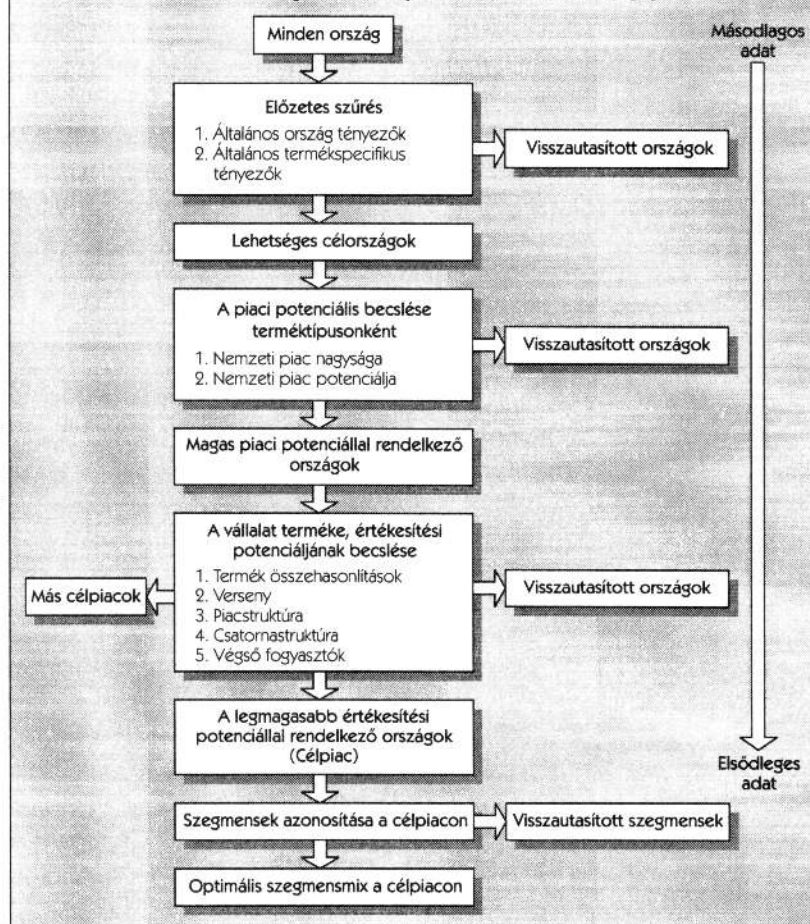 Minden ország
Másodlagos
adat
Előzetes szűrés
1. Általános ország tényezők
2. Általános termékspecifikus
tényezők
Visszautasított országok
Lehetséges célországok
A piaci potenciális becslése
terméktípusonként
1. Nemzeti piac nagysága
2. Nemzeti piac potenciálja
Visszautasított országok
Magas piaci potenciállal rendelkező
országok
A vállalat terméke, értékesítési
potenciáljának becslése
1. Termék összehasonlítások
2. Verseny
3. Piacstruktúra
4. Csatornastruktúra
5. Végső fogyasztók
Más célpiacok
Visszautasított országok
A legmagasabb értékesítési
potenciállal rendelkező országok
(Célpiac)
Elsődleges
adat
Szegmensek azonosítása a célpiacon
Visszautasított szegmensek
Optimális szegmensmix a célpiacon